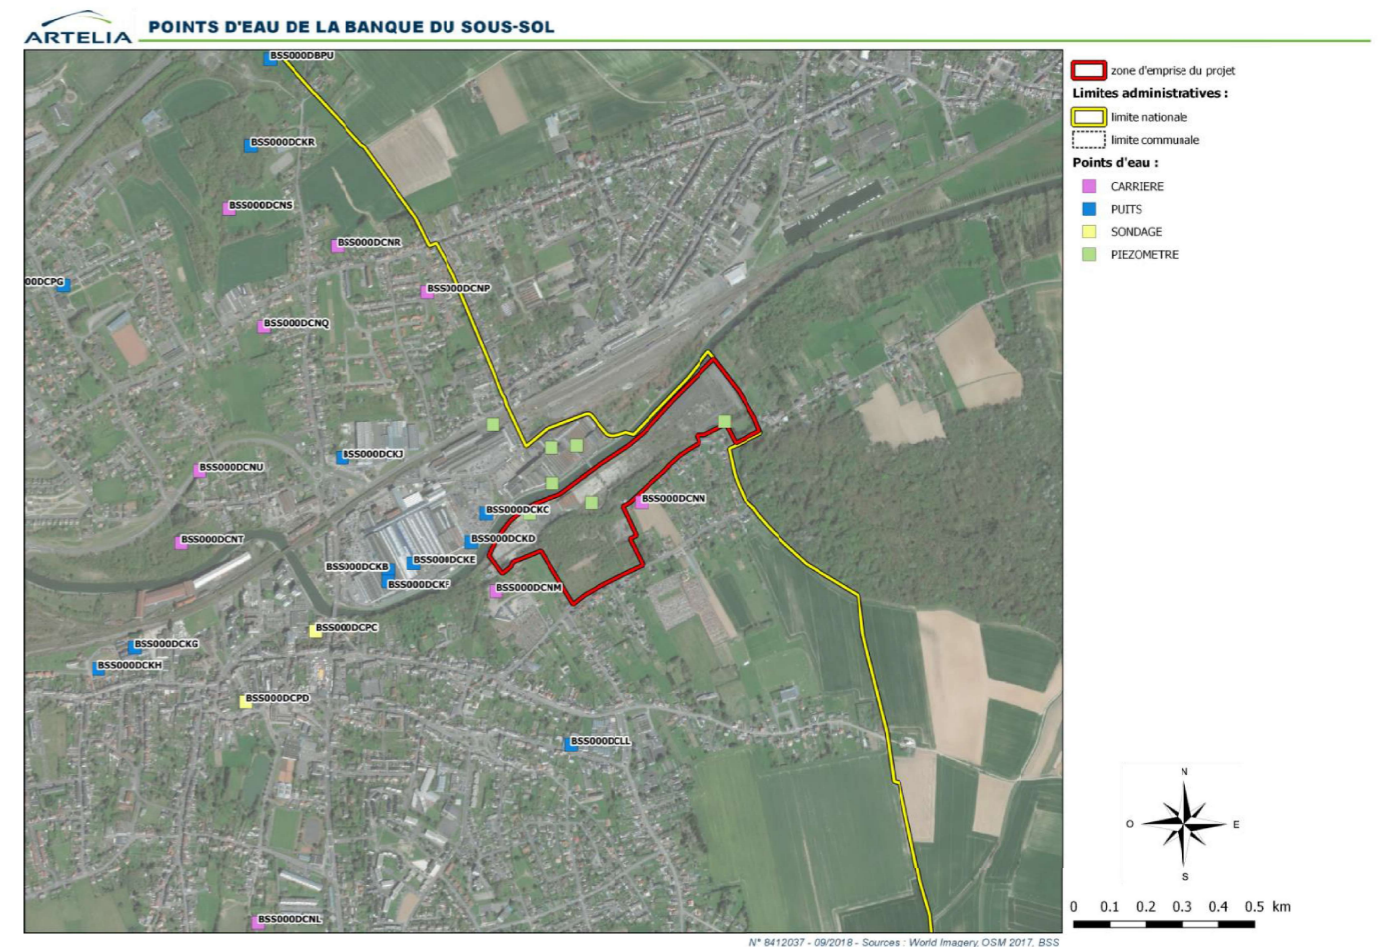 ARTELIA
POINTS D'EAU DE LA BANQUE DU SOUS-SOL
BSS000DBPU
BSS000DCKR
BSS000DCNS
BSS000DCNR
00DCPG
BSS000DCNP
BSS000DCNQ
BSS000DCKJ
BSS000DCNU
BSS000DCNN
BSS000DCKC
BSS000DCNT
BSS000DCKD
BSS000DCKE
BSS000DCKB
BSS000DCKF
BSS000DCNM
BSS000DCPC
BSS000DCKG
BSS000DCKH
BSS000DCPD
BSS000DCLL
BSS000DCNL
zone d'emprise du projet
Limites administratives :
limite nationale
limite communale
Points d'eau :
CARRIERE
PUITS
SONDAGE
PIEZOMETRE
N
O E
S
0 0.1 0.2 0.3 0.4 0.5 km
N° 8412037 - 09/2018 - Sources : World Imagery, OSM 2017, BSS